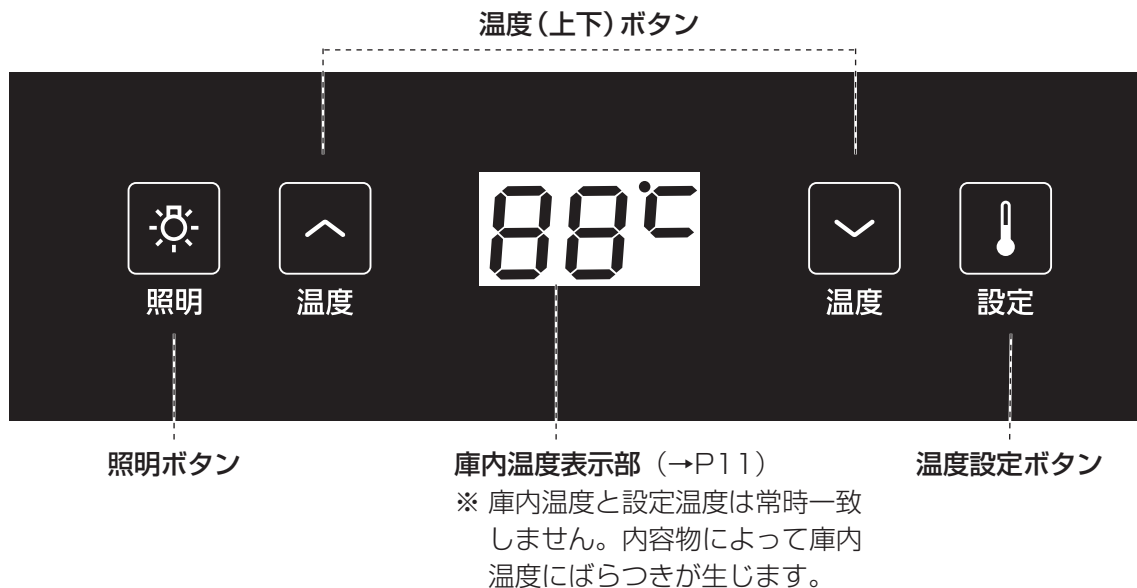 温度(上下)ボタン
88℃
照明
温度
温度
設定
照明ボタン
庫内温度表示部(→P11)
※ 庫内温度と設定温度は常時一致
しません。内容物によって庫内
温度にばらつきが生じます。
温度設定ボタン